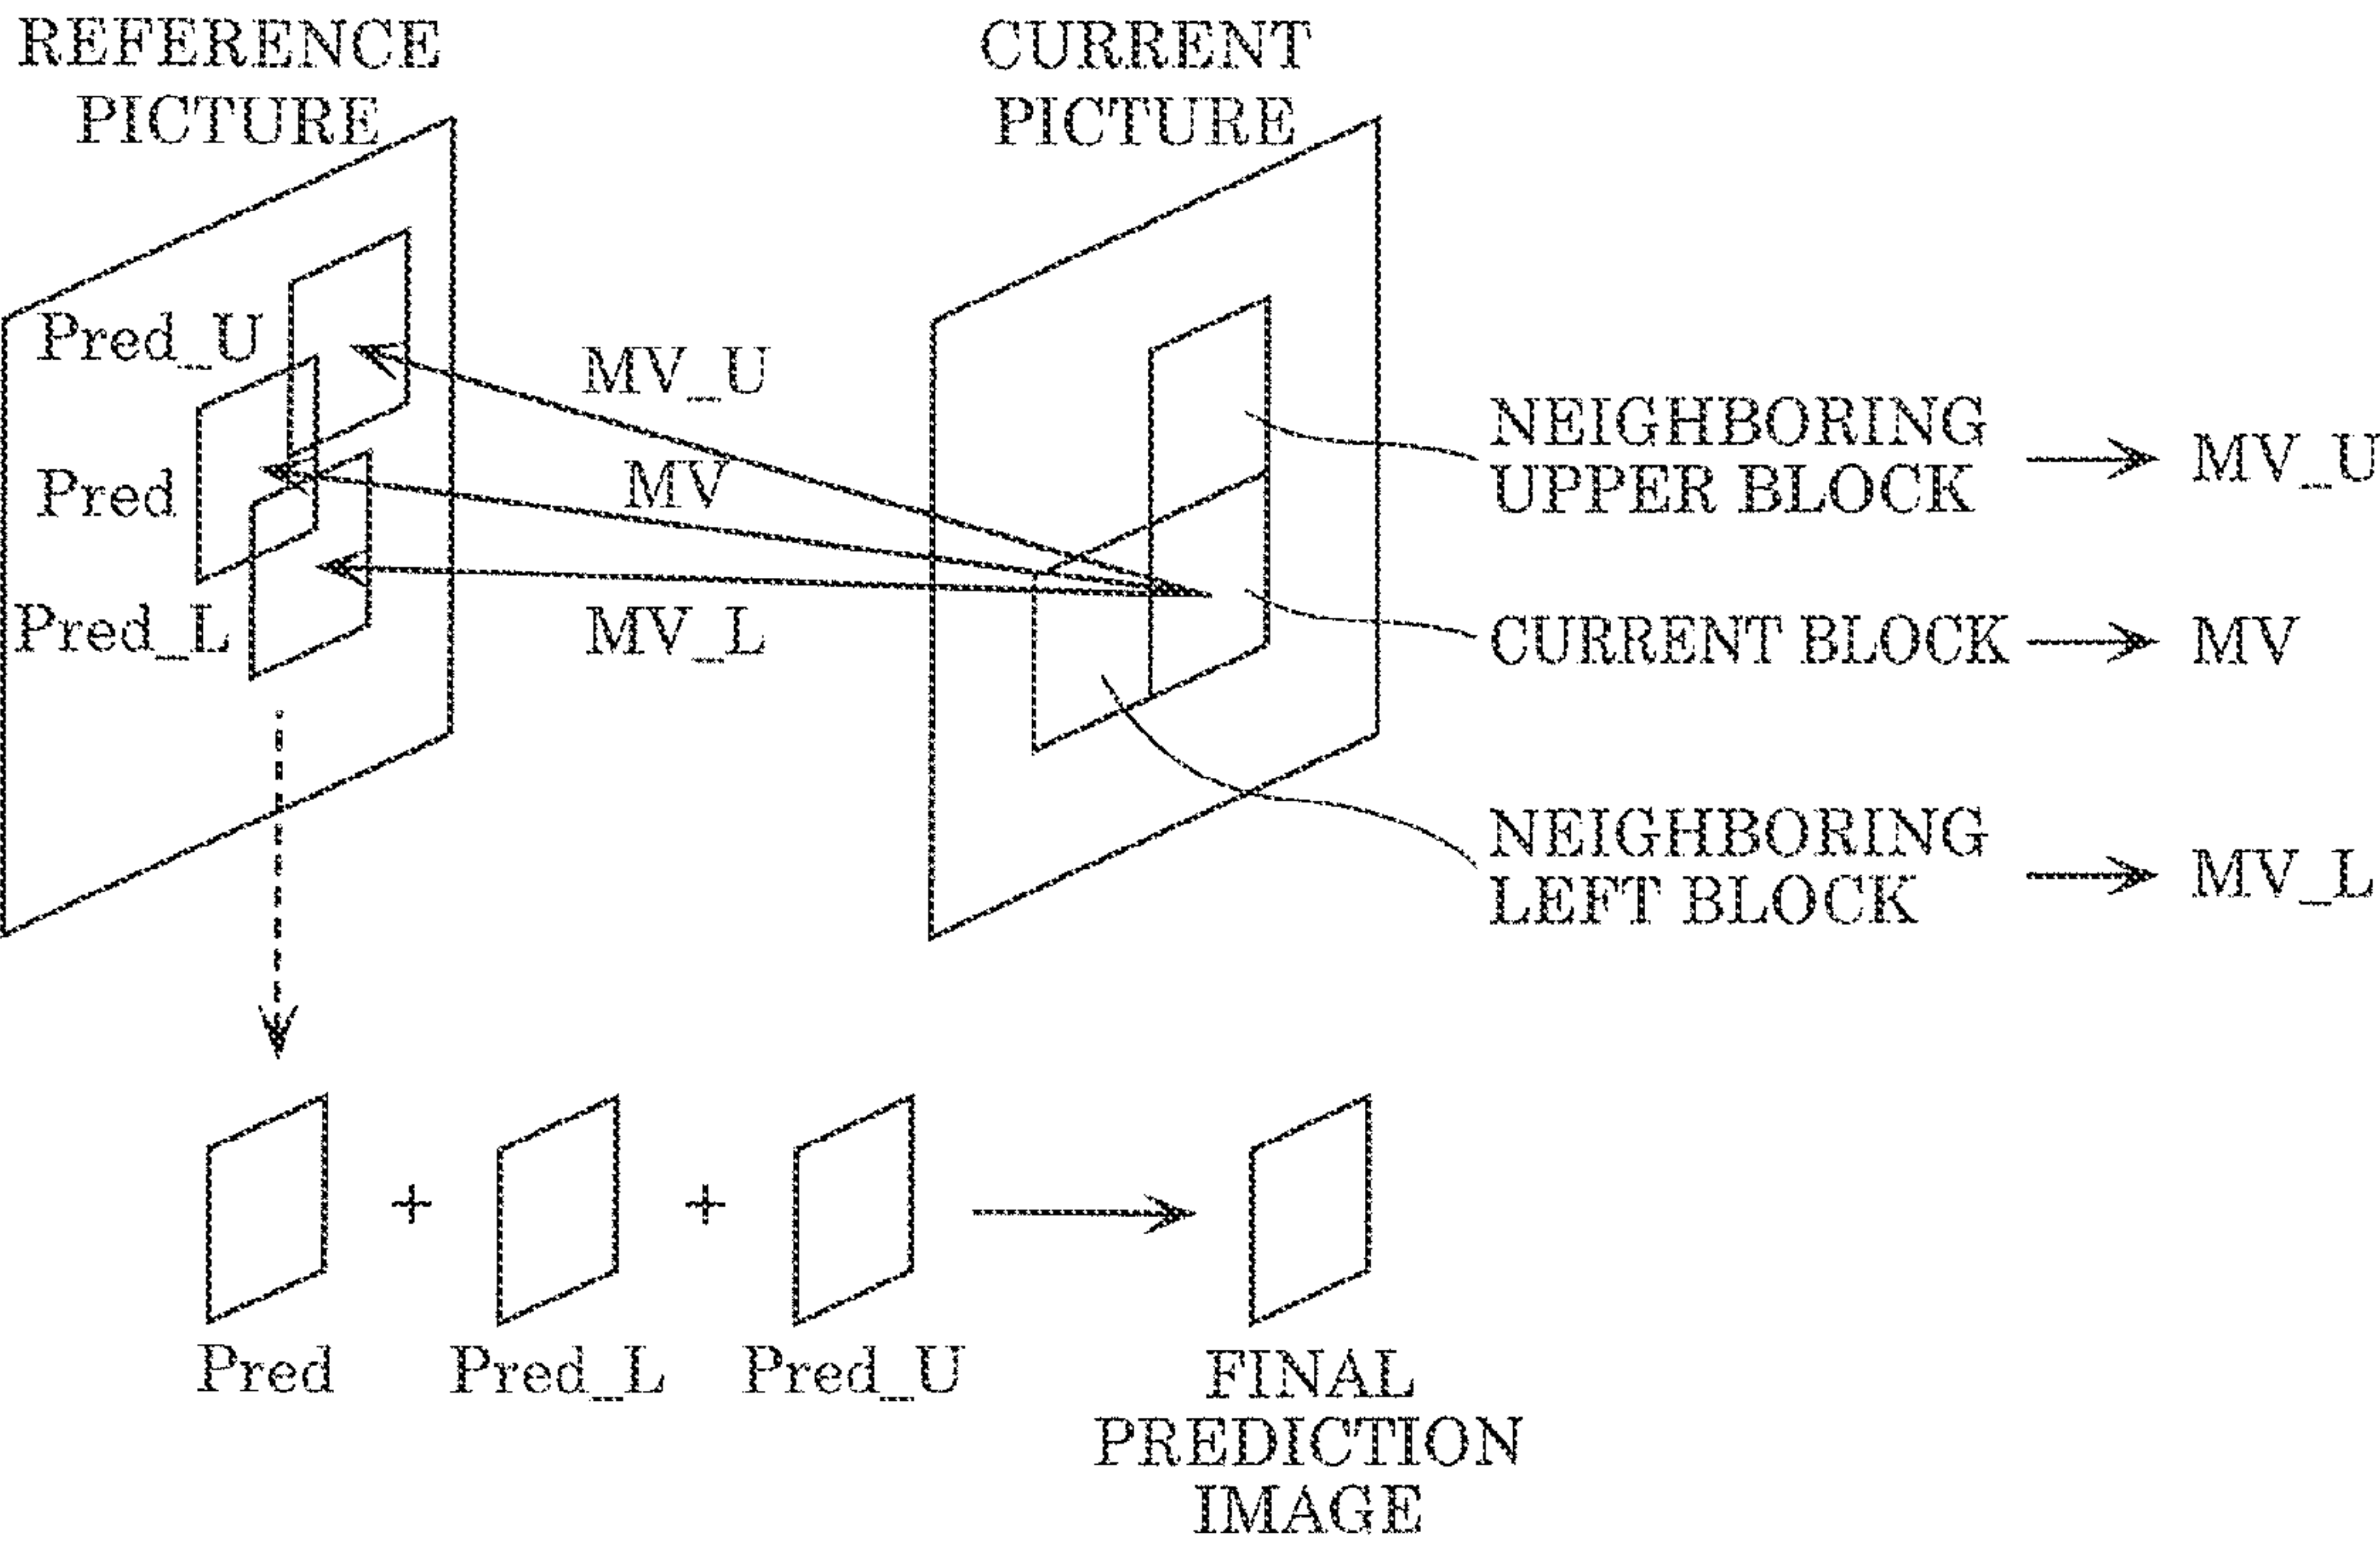 REFERENCE
PICTURE
CURRENT
PICTURE
Pred_U
Pred
Pred_L
MV_U
MV
MV_L
NEIGHBORING
UPPER BLOCK
MV_U
CURRENT BLOCK
MV
NEIGHBORING
LEFT BLOCK
MV_L
+
+
Pred
Pred_L
Pred_U
FINAL
PREDICTION
IMAGE